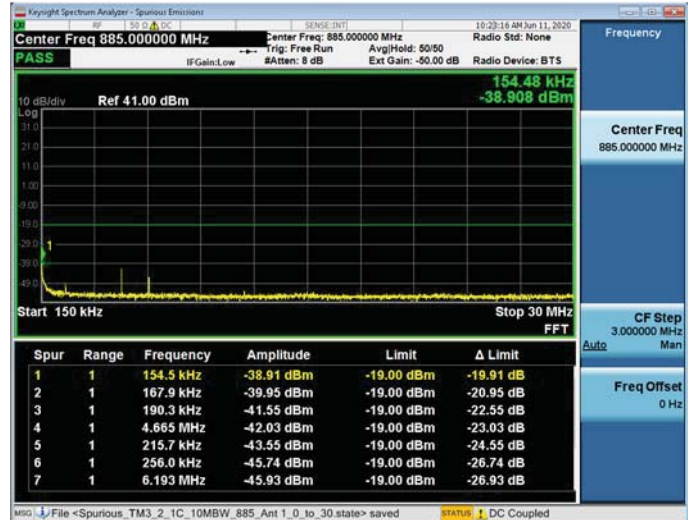 Keysight Spectrum Analyzer - Spurious Emissions
RF 50 Ω DC SENSE:INT 10:23:16 AM Jun 11, 2020
Center Freq 885.000000 MHz Center Freq: 885.000000 MHz Radio Std: None
Trig: Free Run Avg|Hold: 50/50
PASS IFGain:Low #Atten: 8 dB Ext Gain: -50.00 dB Radio Device: BTS
154.48 kHz
-38.908 dBm
10 dB/div Ref 41.00 dBm
Log
31.0
21.0
11.0
1.00
-9.00
-19.0
-29.0
1
-39.0
-49.0
Start 150 kHz Stop 30 MHz
FFT
Spur Range Frequency Amplitude Limit Δ Limit
1 1 154.5 kHz -38.91 dBm -19.00 dBm -19.91 dB
2 1 167.9 kHz -39.95 dBm -19.00 dBm -20.95 dB
3 1 190.3 kHz -41.55 dBm -19.00 dBm -22.55 dB
4 1 4.665 MHz -42.03 dBm -19.00 dBm -23.03 dB
5 1 215.7 kHz -43.55 dBm -19.00 dBm -24.55 dB
6 1 256.0 kHz -45.74 dBm -19.00 dBm -26.74 dB
7 1 6.193 MHz -45.93 dBm -19.00 dBm -26.93 dB
MSG File <Spurious_TM3_2_1C_10MBW_885_Ant 1_0_to_30.state> saved STATUS DC Coupled
Frequency
Center Freq
885.000000 MHz
CF Step
3.000000 MHz
Auto Man
Freq Offset
0 Hz